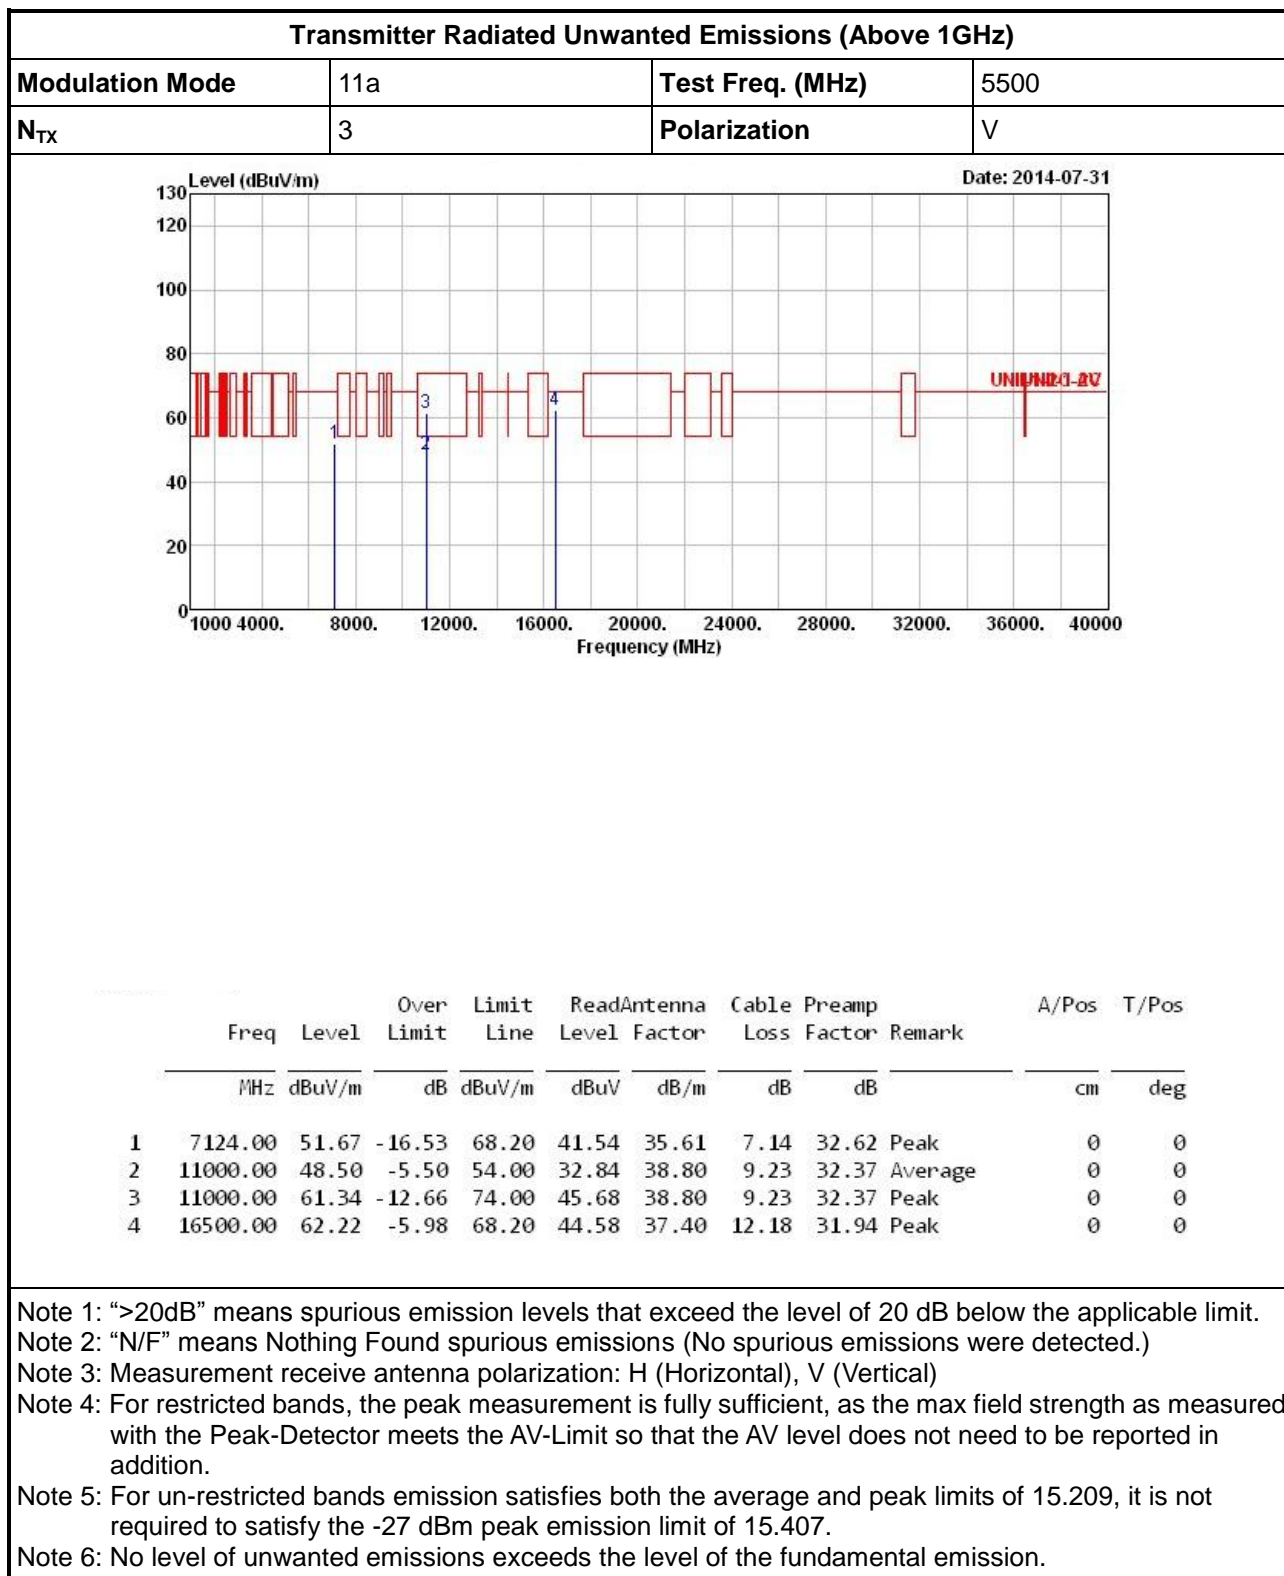 Transmitter Radiated Unwanted Emissions (Above 1GHz)
Modulation Mode 11a Test Freq. (MHz) 5500
NTX 3 Polarization V
Level (dBuV/m) Date: 2014-07-31
130
120
100
80
60
40
20
0
1 2 3 4
1000 4000. 8000. 12000. 16000. 20000. 24000. 28000. 32000. 36000. 40000
Frequency (MHz)
Over Limit ReadAntenna Cable Preamp A/Pos T/Pos
Freq Level Limit Line Level Factor Loss Factor Remark
MHz dBuV/m dB dBuV/m dBuV dB/m dB dB cm deg
1 7124.00 51.67 -16.53 68.20 41.54 35.61 7.14 32.62 Peak 0 0
2 11000.00 48.50 -5.50 54.00 32.84 38.80 9.23 32.37 Average 0 0
3 11000.00 61.34 -12.66 74.00 45.68 38.80 9.23 32.37 Peak 0 0
4 16500.00 62.22 -5.98 68.20 44.58 37.40 12.18 31.94 Peak 0 0
Note 1: “>20dB” means spurious emission levels that exceed the level of 20 dB below the applicable limit.
Note 2: “N/F” means Nothing Found spurious emissions (No spurious emissions were detected.)
Note 3: Measurement receive antenna polarization: H (Horizontal), V (Vertical)
Note 4: For restricted bands, the peak measurement is fully sufficient, as the max field strength as measured
with the Peak-Detector meets the AV-Limit so that the AV level does not need to be reported in
addition.
Note 5: For un-restricted bands emission satisfies both the average and peak limits of 15.209, it is not
required to satisfy the -27 dBm peak emission limit of 15.407.
Note 6: No level of unwanted emissions exceeds the level of the fundamental emission.